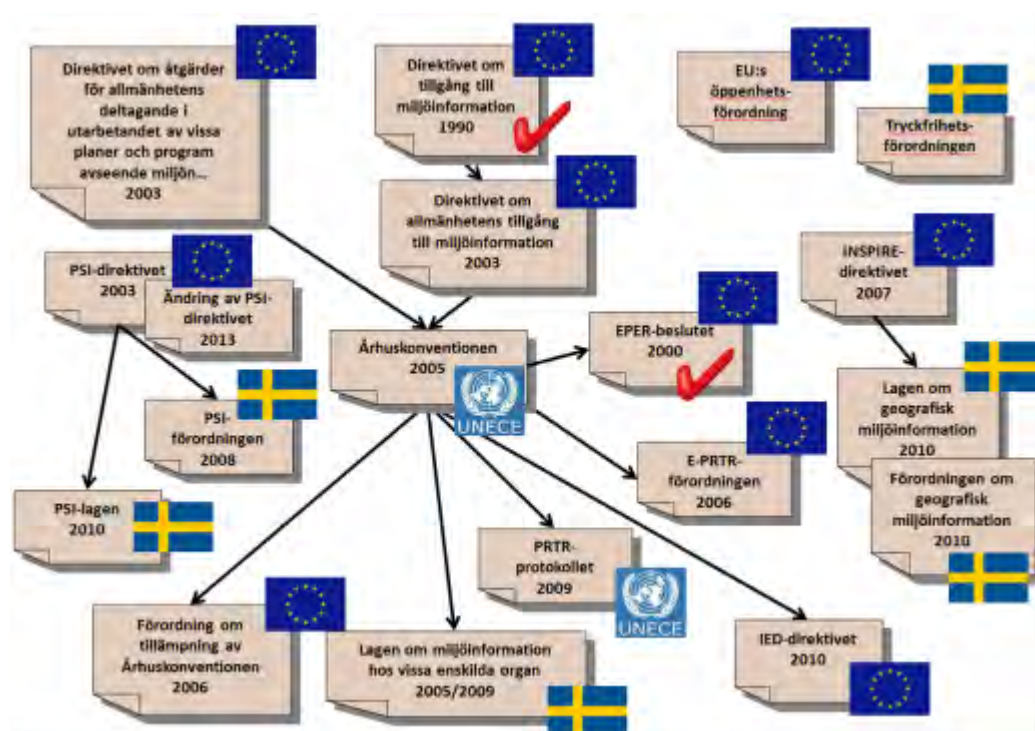 Direktivet om åtgärder
för allmänhetens
deltagande i
utarbetandet av vissa
planer och program
avseende miljön...
2003
Direktivet om
tillgång till
miljöinformation
1990
EU:s
öppenhets-
förordning
Tryckfrihets-
förordningen
Direktivet om
allmänhetens tillgång
till miljöinformation
2003
PSI-direktivet
2003
Ändring av PSI-
direktivet
2013
INSPIRE-
direktivet
2007
Århuskonventionen
2005
UNECE
EPER-beslutet
2000
Lagen om
geografisk
miljöinformation
2010
PSI-
förordningen
2008
E-PRTR-
förordningen
2006
Förordningen om
geografisk
miljöinformation
2010
PSI-lagen
2010
PRTR-
protokollet
2009
UNECE
Förordning om
tillämpning av
Århuskonventionen
2006
Lagen om miljöinformation
hos vissa enskilda organ
2005/2009
IED-direktivet
2010